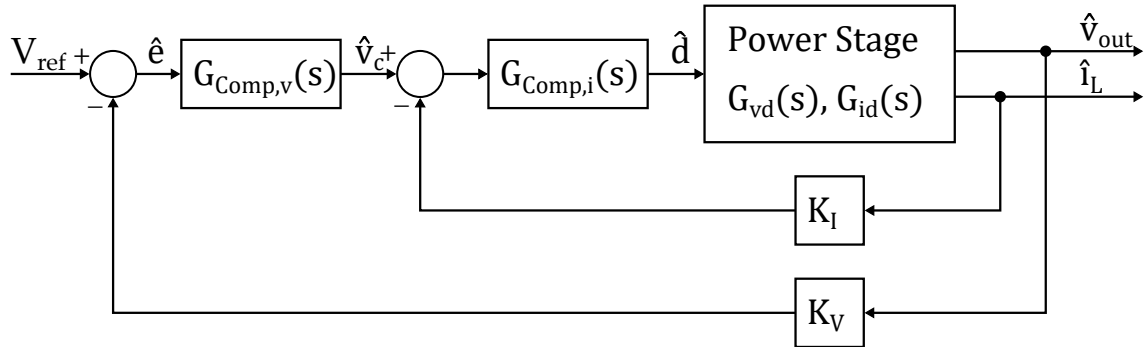 V_ref + ê G_Comp,v(s) v̂_c + G_Comp,i(s) d̂ Power Stage v̂_out
− − G_vd(s), G_id(s) î_L
K_I
K_V